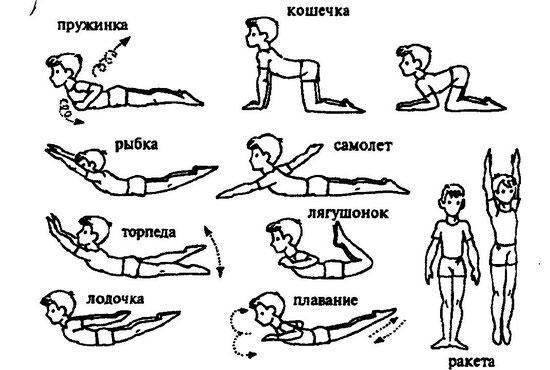 пружинка
кошечка
рыбка
самолет
торпеда
лягушонок
лодочка
плавание
ракета